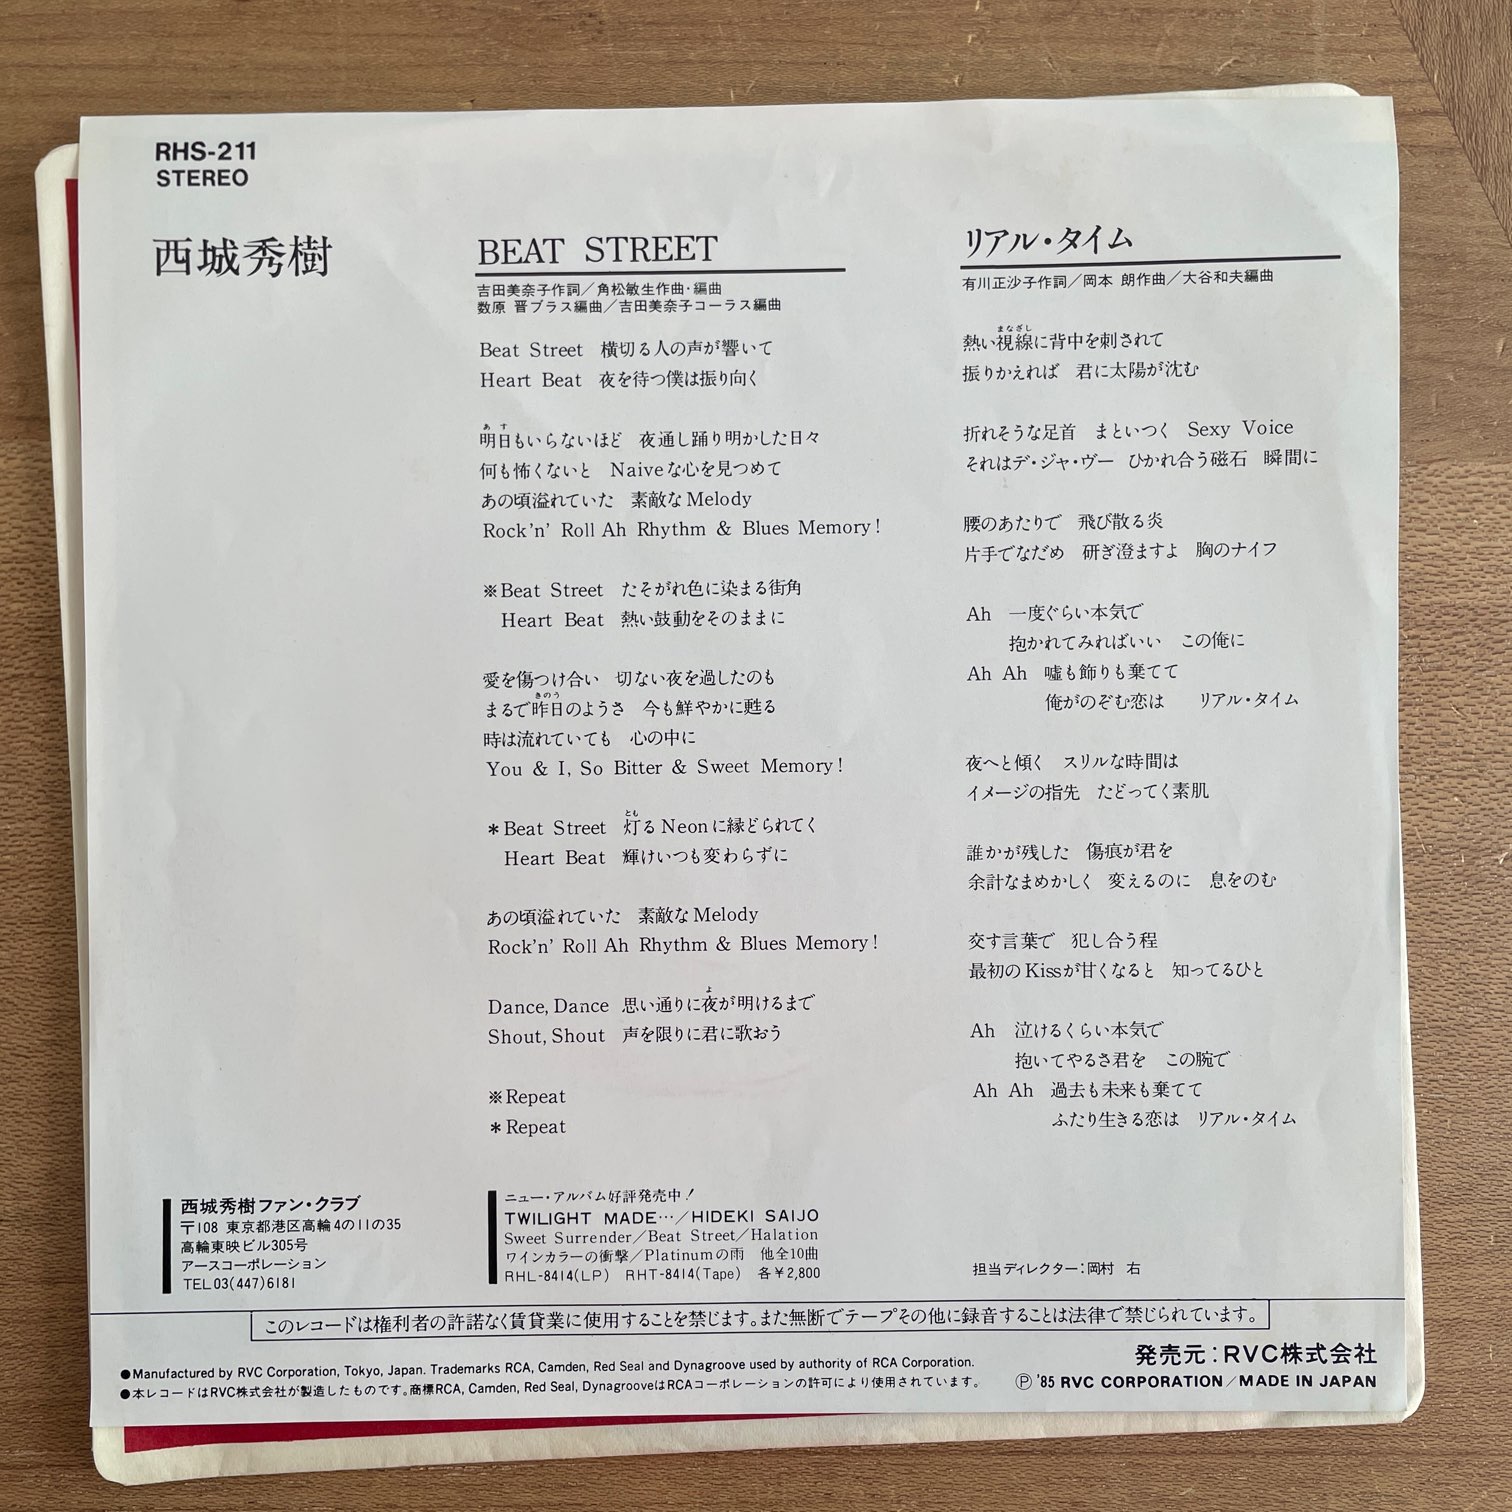 RHS-211
STEREO
西城秀樹
BEAT STREET
吉田美奈子作詞／角松敏生作曲・編曲
数原 晋ブラス編曲／吉田美奈子コーラス編曲
Beat Street 横切る人の声が響いて
Heart Beat 夜を待つ僕は振り向く
あす
明日もいらないほど 夜通し踊り明かした日々
何も怖くないと Naiveな心を見つめて
あの頃溢れていた 素敵なMelody
Rock'n' Roll Ah Rhythm & Blues Memory!
※Beat Street たそがれ色に染まる街角
Heart Beat 熱い鼓動をそのままに
愛を傷つけ合い 切ない夜を過したのも
きのう
まるで昨日のようさ 今も鮮やかに甦る
時は流れていても 心の中に
You & I, So Bitter & Sweet Memory!
とも
＊Beat Street 灯るNeonに縁どられてく
Heart Beat 輝けいつも変わらずに
あの頃溢れていた 素敵なMelody
Rock'n' Roll Ah Rhythm & Blues Memory!
よ
Dance, Dance 思い通りに夜が明けるまで
Shout, Shout 声を限りに君に歌おう
※Repeat
＊Repeat
リアル・タイム
有川正沙子作詞／岡本 朗作曲／大谷和夫編曲
まなざし
熱い視線に背中を刺されて
振りかえれば 君に太陽が沈む
折れそうな足首 まといつく Sexy Voice
それはデ・ジャ・ヴー ひかれ合う磁石 瞬間に
腰のあたりで 飛び散る炎
片手でなだめ 研ぎ澄ますよ 胸のナイフ
Ah 一度ぐらい本気で
抱かれてみればいい この俺に
Ah Ah 嘘も飾りも棄てて
俺がのぞむ恋は リアル・タイム
夜へと傾く スリルな時間は
イメージの指先 たどってく素肌
誰かが残した 傷痕が君を
余計なまめかしく 変えるのに 息をのむ
交す言葉で 犯し合う程
最初のKissが甘くなると 知ってるひと
Ah 泣けるくらい本気で
抱いてやるさ君を この腕で
Ah Ah 過去も未来も棄てて
ふたり生きる恋は リアル・タイム
西城秀樹ファン・クラブ
〒108 東京都港区高輪4の11の35
高輪東映ビル305号
アースコーポレーション
TEL03(447)6181
ニュー・アルバム好評発売中！
TWILIGHT MADE…／HIDEKI SAIJO
Sweet Surrender／Beat Street／Halation
ワインカラーの衝撃／Platinumの雨 他全10曲
RHL-8414(LP) RHT-8414(Tape) 各￥2,800
担当ディレクター：岡村 右
このレコードは権利者の許諾なく賃貸業に使用することを禁じます。また無断でテープその他に録音することは法律で禁じられています。
●Manufactured by RVC Corporation, Tokyo, Japan. Trademarks RCA, Camden, Red Seal and Dynagroove used by authority of RCA Corporation.
●本レコードはRVC株式会社が製造したものです。商標RCA, Camden, Red Seal, DynagrooveはRCAコーポレーションの許可により使用されています。
発売元：RVC株式会社
Ⓟ '85 RVC CORPORATION／MADE IN JAPAN